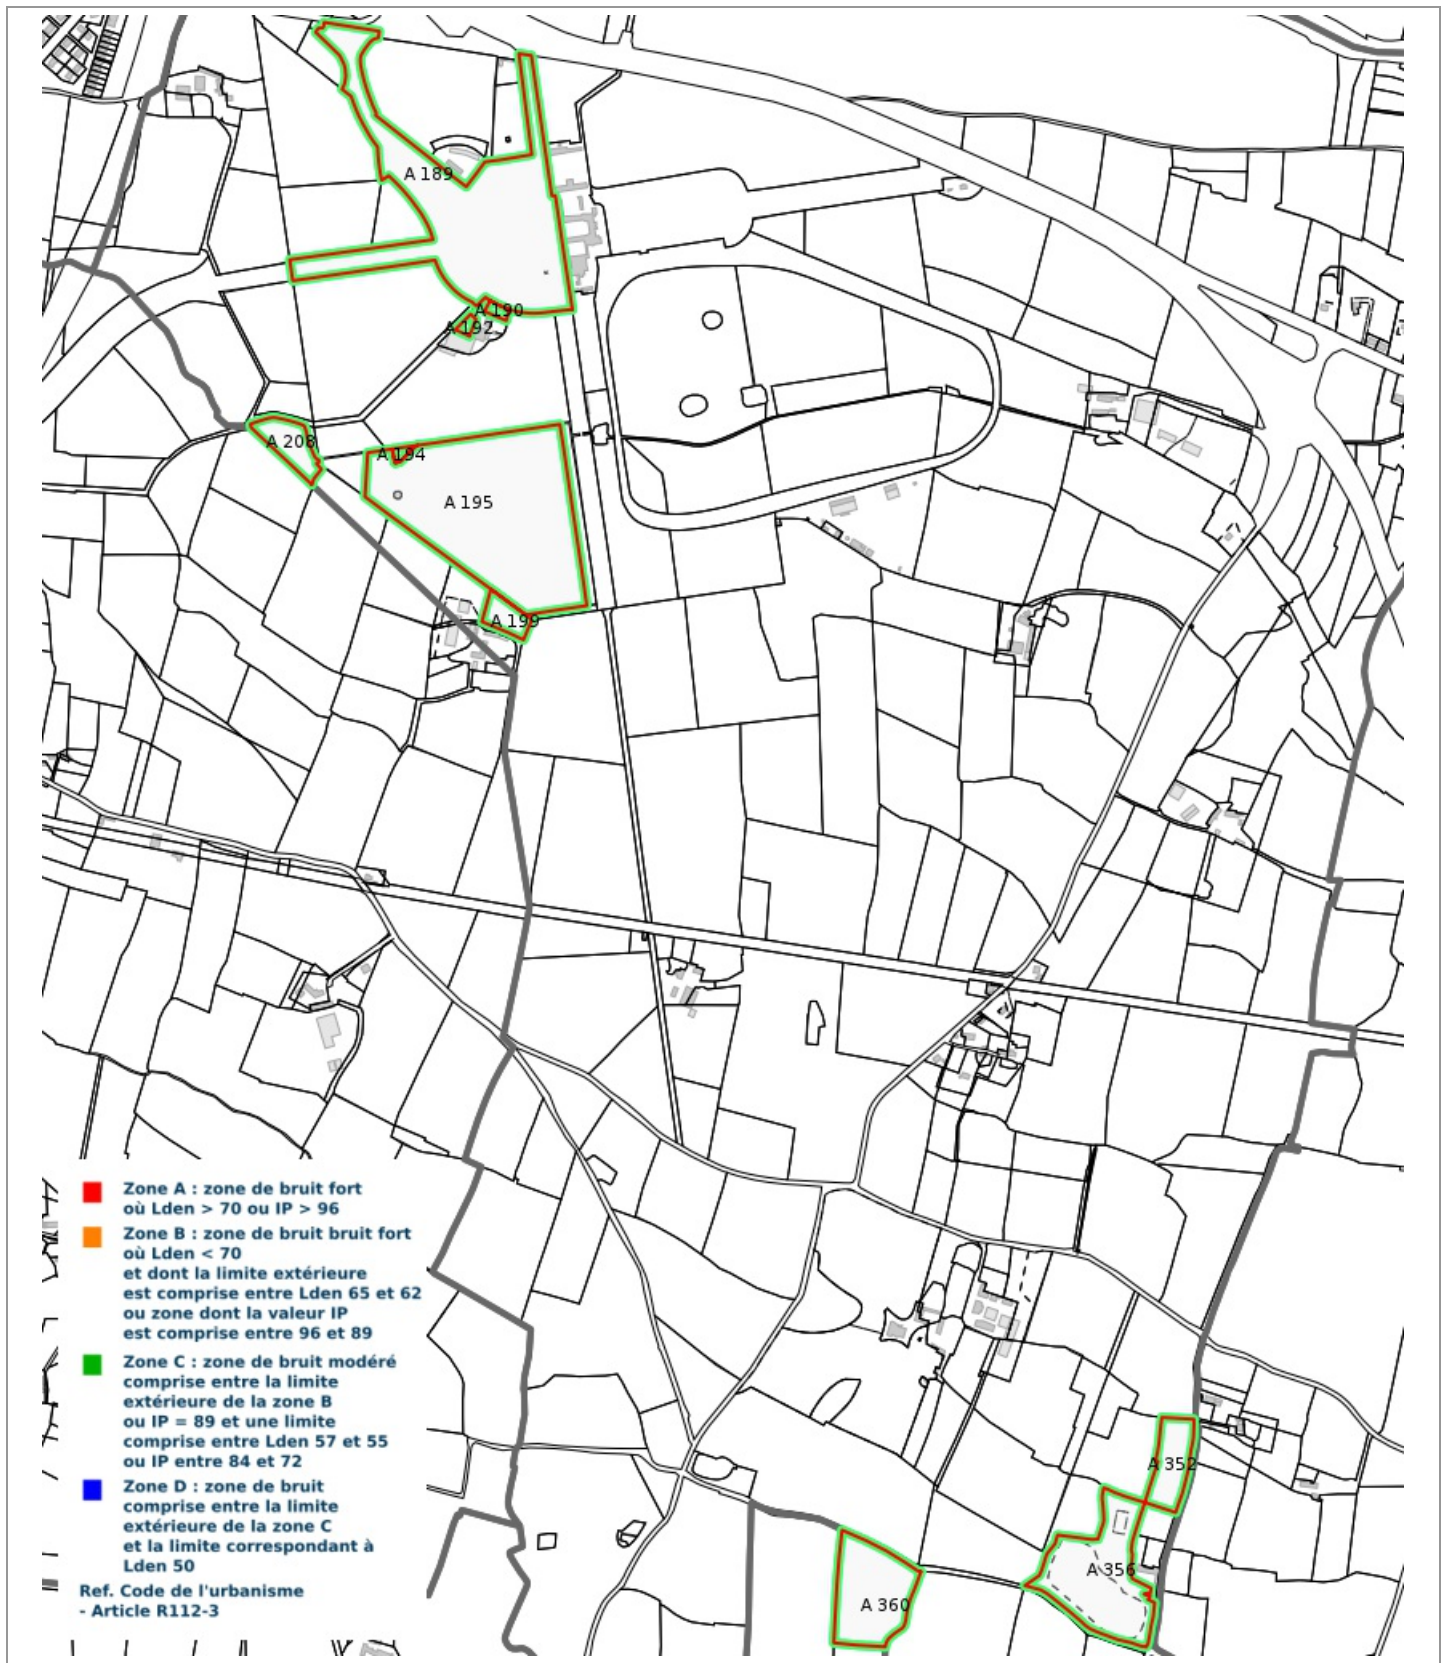 A 189
A 190
A 192
A 208
A 194
A 195
A 199
Zone A : zone de bruit fort
où Lden > 70 ou IP > 96
Zone B : zone de bruit bruit fort
où Lden < 70
et dont la limite extérieure
est comprise entre Lden 65 et 62
ou zone dont la valeur IP
est comprise entre 96 et 89
Zone C : zone de bruit modéré
comprise entre la limite
extérieure de la zone B
ou IP = 89 et une limite
comprise entre Lden 57 et 55
ou IP entre 84 et 72
Zone D : zone de bruit
comprise entre la limite
extérieure de la zone C
et la limite correspondant à
Lden 50
Ref. Code de l'urbanisme
- Article R112-3
A 352
A 356
A 360